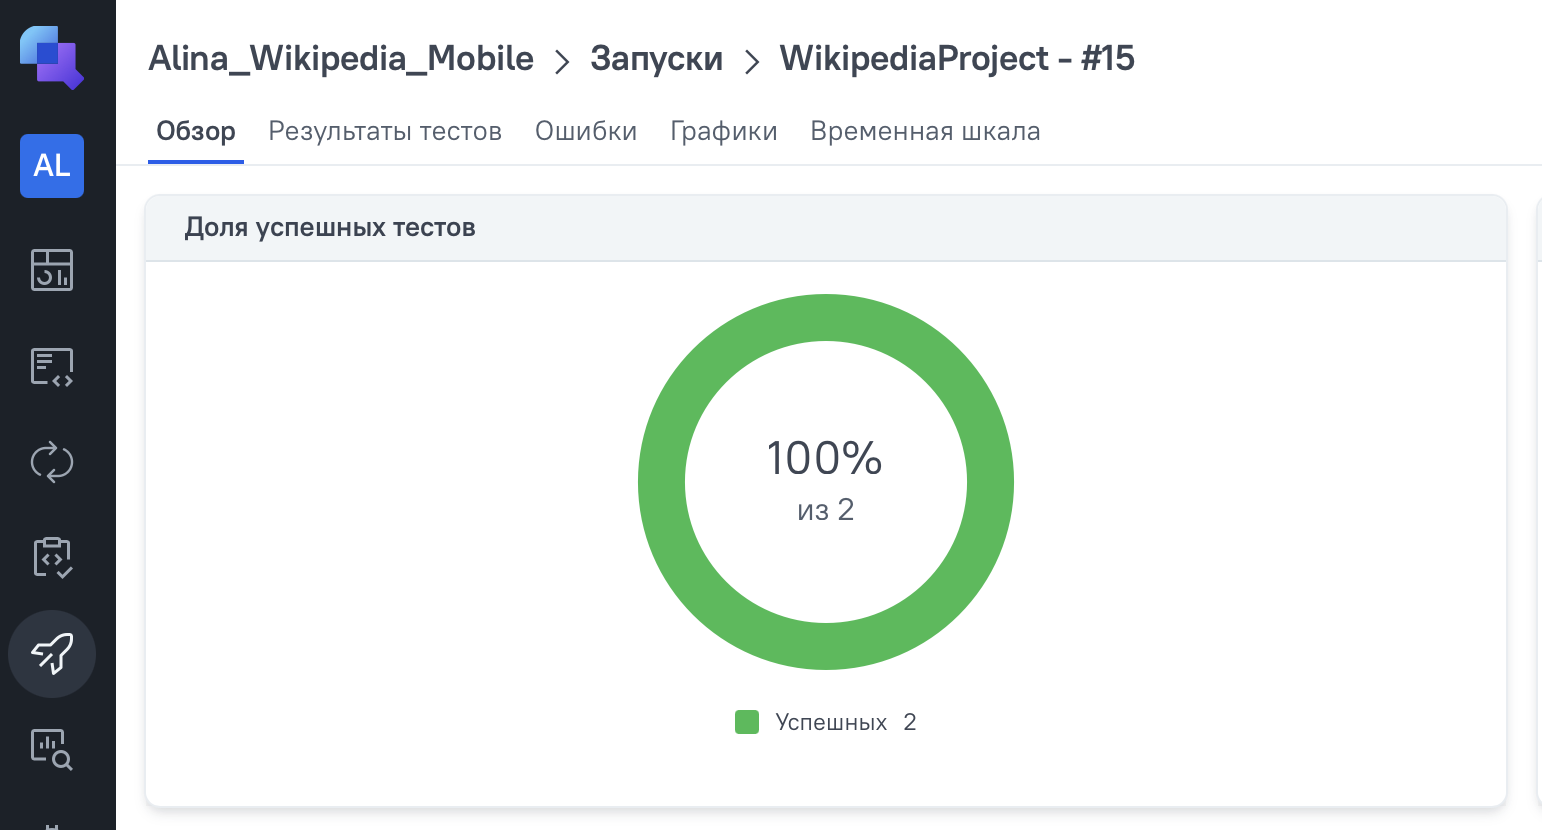 Alina_Wikipedia_Mobile > Запуски > WikipediaProject - #15
Обзор Результаты тестов Ошибки Графики Временная шкала
AL
Доля успешных тестов
100%
из 2
Успешных 2